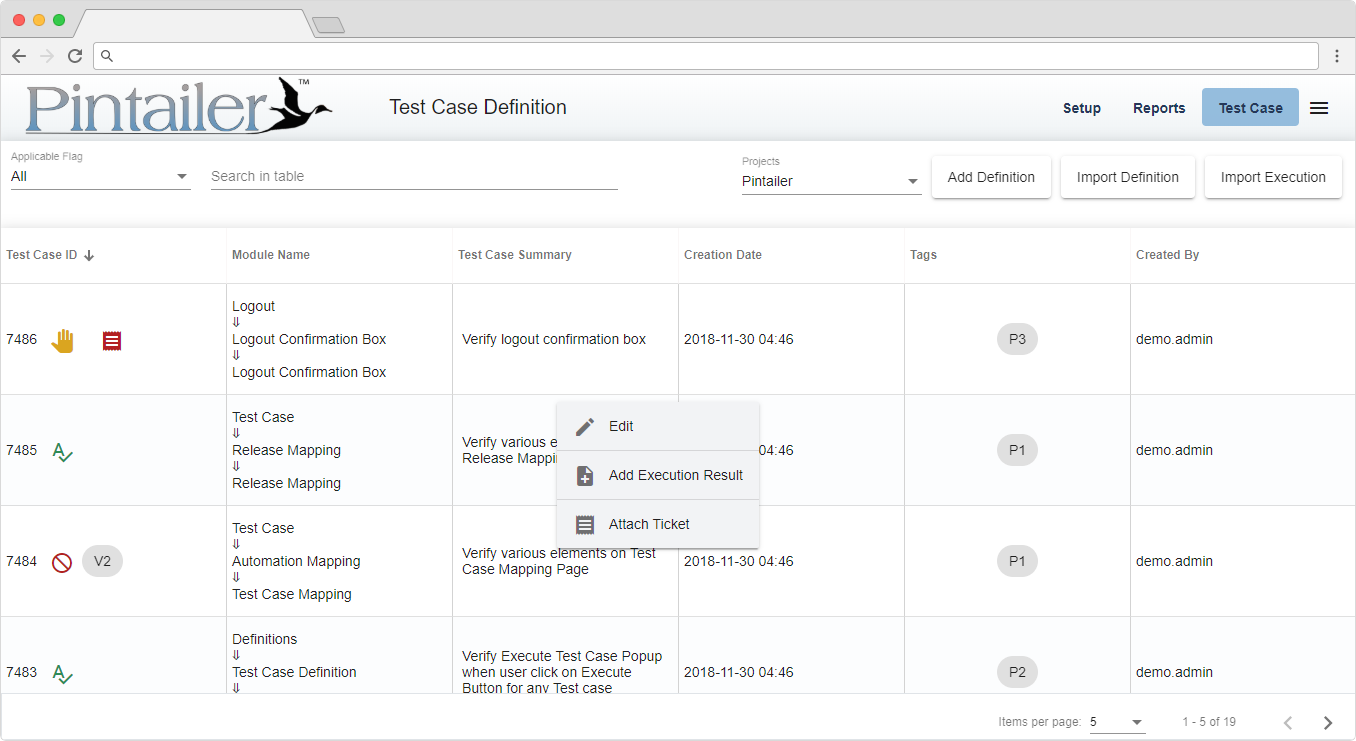 Pintailer™
Test Case Definition
Setup
Reports
Test Case
Applicable Flag
All
Search in table
Projects
Pintailer
Add Definition
Import Definition
Import Execution
Test Case ID
Module Name
Test Case Summary
Creation Date
Tags
Created By
7486
Logout
⇓
Logout Confirmation Box
⇓
Logout Confirmation Box
Verify logout confirmation box
2018-11-30 04:46
P3
demo.admin
7485
Test Case
⇓
Release Mapping
⇓
Release Mapping
Verify various e
Release Mappi
04:46
P1
demo.admin
Edit
Add Execution Result
Attach Ticket
7484
V2
Test Case
⇓
Automation Mapping
⇓
Test Case Mapping
Verify various elements on Test
Case Mapping Page
2018-11-30 04:46
P1
demo.admin
7483
Definitions
⇓
Test Case Definition
⇓
Verify Execute Test Case Popup
when user click on Execute
Button for any Test case
2018-11-30 04:46
P2
demo.admin
Items per page:
5
1 - 5 of 19